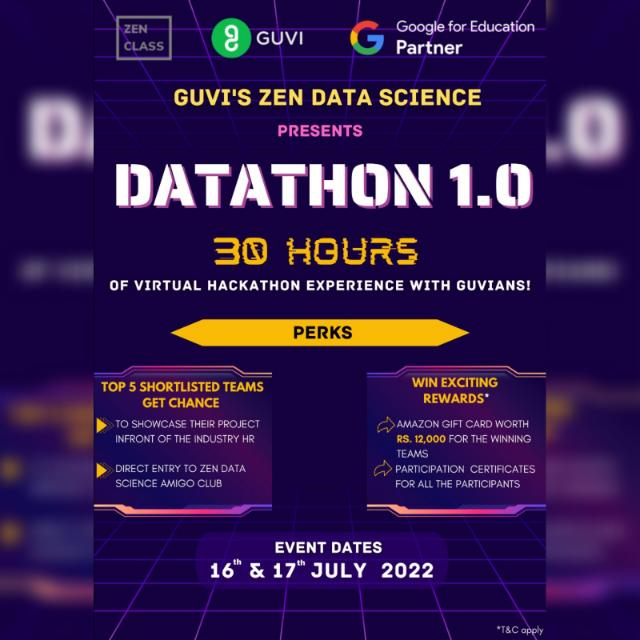 ZEN
CLASS
GUVI
Google for Education
Partner
GUVI'S ZEN DATA SCIENCE
PRESENTS
DATATHON 1.0
30 HOURS
OF VIRTUAL HACKATHON EXPERIENCE WITH GUVIANS!
PERKS
TOP 5 SHORTLISTED TEAMS
GET CHANCE
TO SHOWCASE THEIR PROJECT
INFRONT OF THE INDUSTRY HR
DIRECT ENTRY TO ZEN DATA
SCIENCE AMIGO CLUB
WIN EXCITING
REWARDS*
AMAZON GIFT CARD WORTH
RS. 12,000 FOR THE WINNING
TEAMS
PARTICIPATION CERTIFICATES
FOR ALL THE PARTICIPANTS
EVENT DATES
16th & 17th JULY 2022
*T&C apply